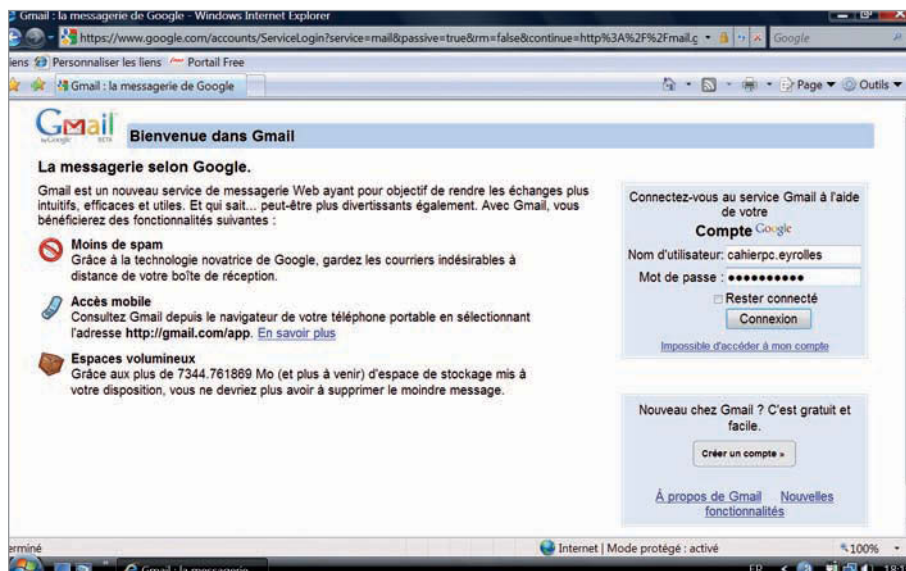 Gmail : la messagerie de Google - Windows Internet Explorer
https://www.google.com/accounts/ServiceLogin?service=mail&passive=true&rm=false&continue=http%3A%2F%2Fmail.g
Google
iens Personnaliser les liens Portail Free
Gmail : la messagerie de Google
Page Outils
Gmail
by Google BETA
Bienvenue dans Gmail
La messagerie selon Google.
Gmail est un nouveau service de messagerie Web ayant pour objectif de rendre les échanges plus
intuitifs, efficaces et utiles. Et qui sait... peut-être plus divertissants également. Avec Gmail, vous
bénéficierez des fonctionnalités suivantes :
Moins de spam
Grâce à la technologie novatrice de Google, gardez les courriers indésirables à
distance de votre boîte de réception.
Accès mobile
Consultez Gmail depuis le navigateur de votre téléphone portable en sélectionnant
l'adresse http://gmail.com/app. En savoir plus
Espaces volumineux
Grâce aux plus de 7344.761869 Mo (et plus à venir) d'espace de stockage mis à
votre disposition, vous ne devriez plus avoir à supprimer le moindre message.
Connectez-vous au service Gmail à l'aide
de votre
Compte Google
Nom d'utilisateur: cahierpc.eyrolles
Mot de passe : ●●●●●●●●●●
Rester connecté
Connexion
Impossible d'accéder à mon compte
Nouveau chez Gmail ? C'est gratuit et
facile.
Créer un compte »
À propos de Gmail Nouvelles
fonctionnalités
erminé
Internet | Mode protégé : activé
100%
Gmail : la messagerie
FR